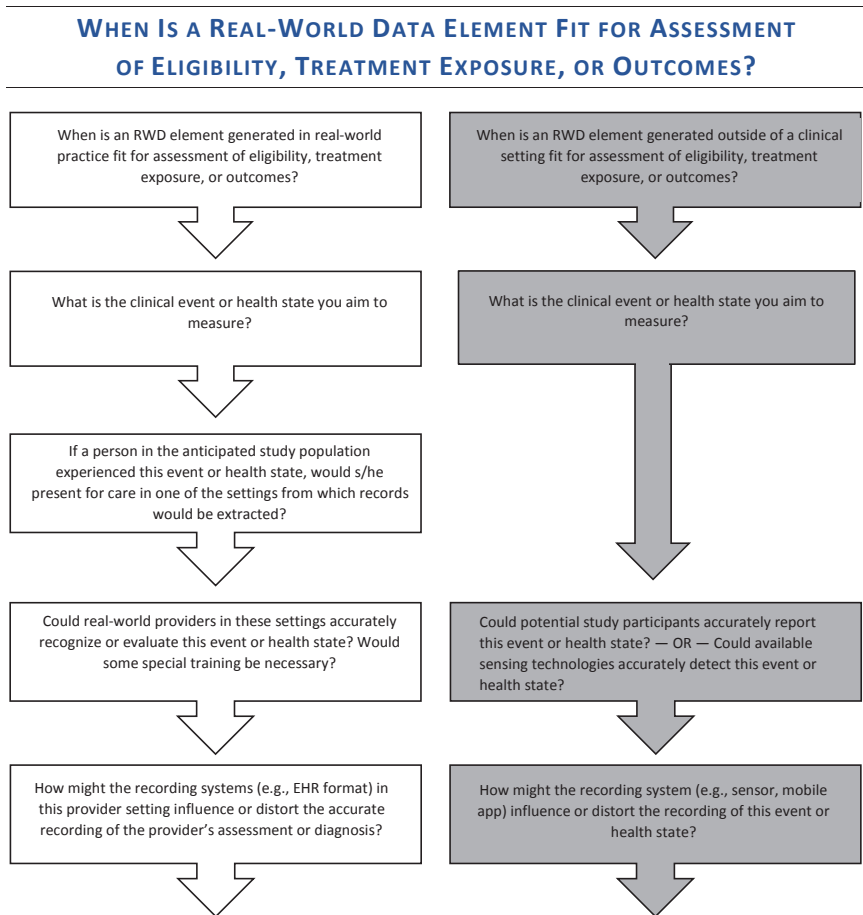 WHEN IS A REAL-WORLD DATA ELEMENT FIT FOR ASSESSMENT
OF ELIGIBILITY, TREATMENT EXPOSURE, OR OUTCOMES?
When is an RWD element generated in real-world
practice fit for assessment of eligibility, treatment
exposure, or outcomes?
When is an RWD element generated outside of a clinical
setting fit for assessment of eligibility, treatment
exposure, or outcomes?
What is the clinical event or health state you aim to
measure?
What is the clinical event or health state you aim to
measure?
If a person in the anticipated study population
experienced this event or health state, would s/he
present for care in one of the settings from which records
would be extracted?
Could real-world providers in these settings accurately
recognize or evaluate this event or health state? Would
some special training be necessary?
Could potential study participants accurately report
this event or health state? — OR — Could available
sensing technologies accurately detect this event or
health state?
How might the recording systems (e.g., EHR format) in
this provider setting influence or distort the accurate
recording of the provider's assessment or diagnosis?
How might the recording system (e.g., sensor, mobile
app) influence or distort the recording of this event or
health state?